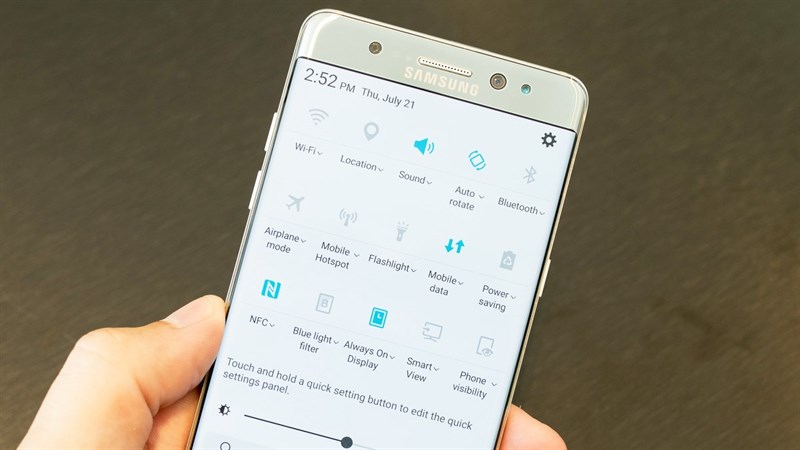 SAMSUNG
2:52 PM Thu, July 21
Wi-Fi
Location
Sound
Auto
rotate
Bluetooth
Airplane
mode
Mobile
Hotspot
Flashlight
Mobile
data
Power
saving
NFC
B
Blue light
filter
Always On
Display
Smart
View
Phone
visibility
Touch and hold a quick setting button to edit the quick
settings panel.